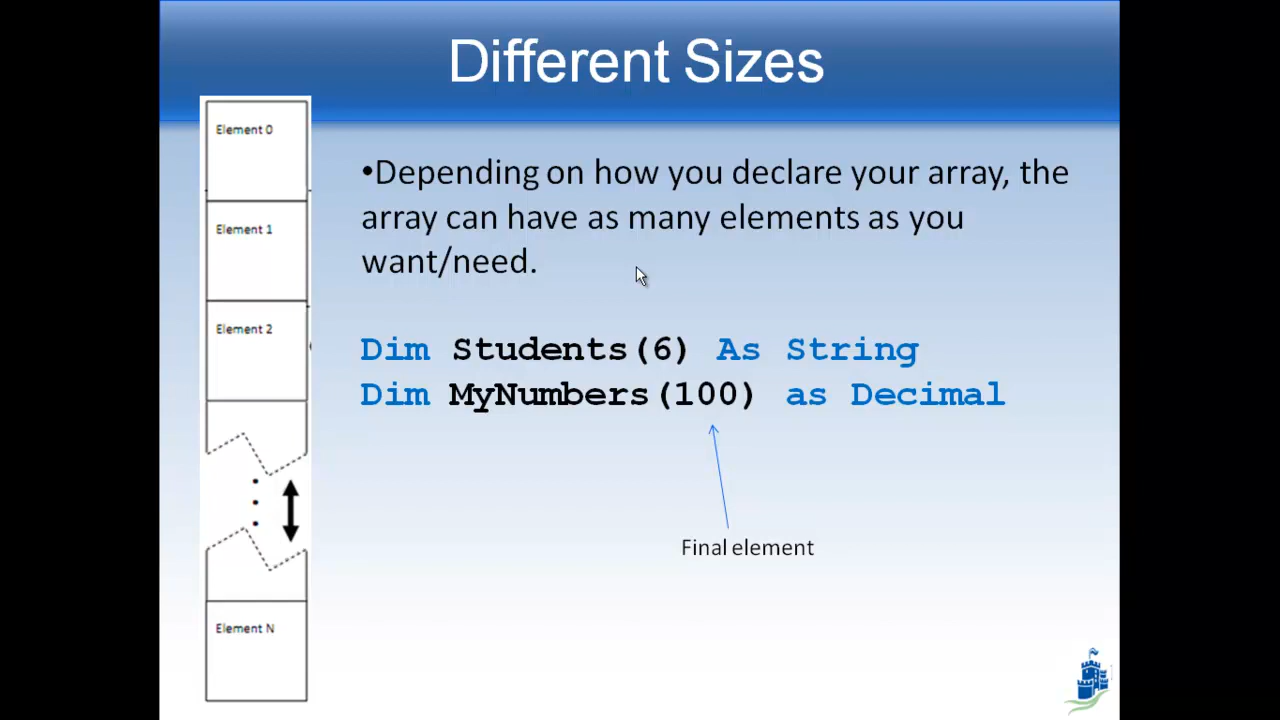 Different Sizes
Element 0
Element 1
Element 2
Element N
•Depending on how you declare your array, the
array can have as many elements as you
want/need.
Dim Students(6) As String
Dim MyNumbers(100) as Decimal
Final element